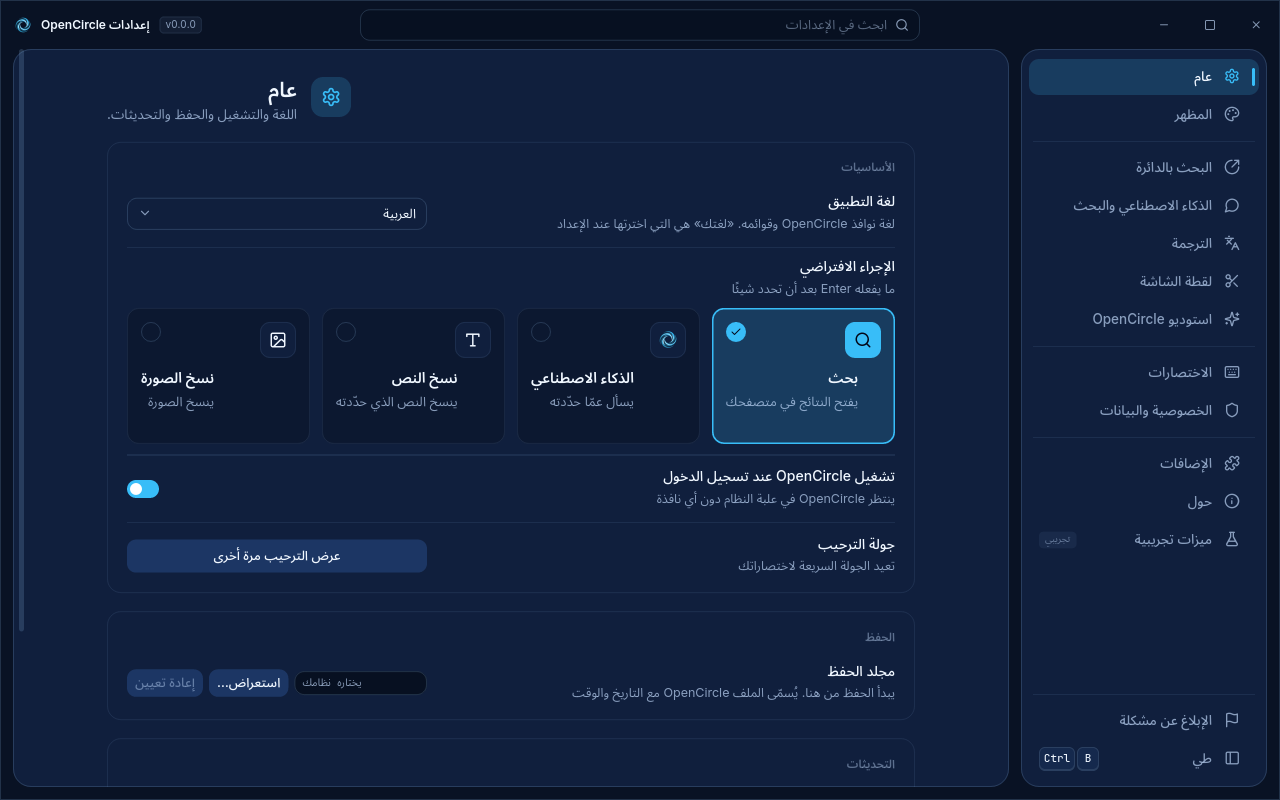 إعدادات OpenCircle
v0.0.0
ابحث في الإعدادات
عام
المظهر
البحث بالدائرة
الذكاء الاصطناعي والبحث
الترجمة
لقطة الشاشة
استوديو OpenCircle
الاختصارات
الخصوصية والبيانات
الإضافات
حول
ميزات تجريبية
تجريبي
الإبلاغ عن مشكلة
طي
Ctrl B
عام
اللغة والتشغيل والحفظ والتحديثات.
الأساسيات
لغة التطبيق
لغة نوافذ OpenCircle وقوائمه. «لغتك» هي التي اخترتها عند الإعداد
العربية
الإجراء الافتراضي
ما يفعله Enter بعد أن تحدد شيئًا
بحث
يفتح النتائج في متصفحك
الذكاء الاصطناعي
يسأل عمّا حدّدته
نسخ النص
ينسخ النص الذي حدّدته
نسخ الصورة
ينسخ الصورة
تشغيل OpenCircle عند تسجيل الدخول
ينتظر OpenCircle في علبة النظام دون أي نافذة
جولة الترحيب
تعيد الجولة السريعة لاختصاراتك
عرض الترحيب مرة أخرى
الحفظ
مجلد الحفظ
يبدأ الحفظ من هنا. يُسمّى الملف OpenCircle مع التاريخ والوقت
يختاره نظامك
استعراض...
إعادة تعيين
التحديثات